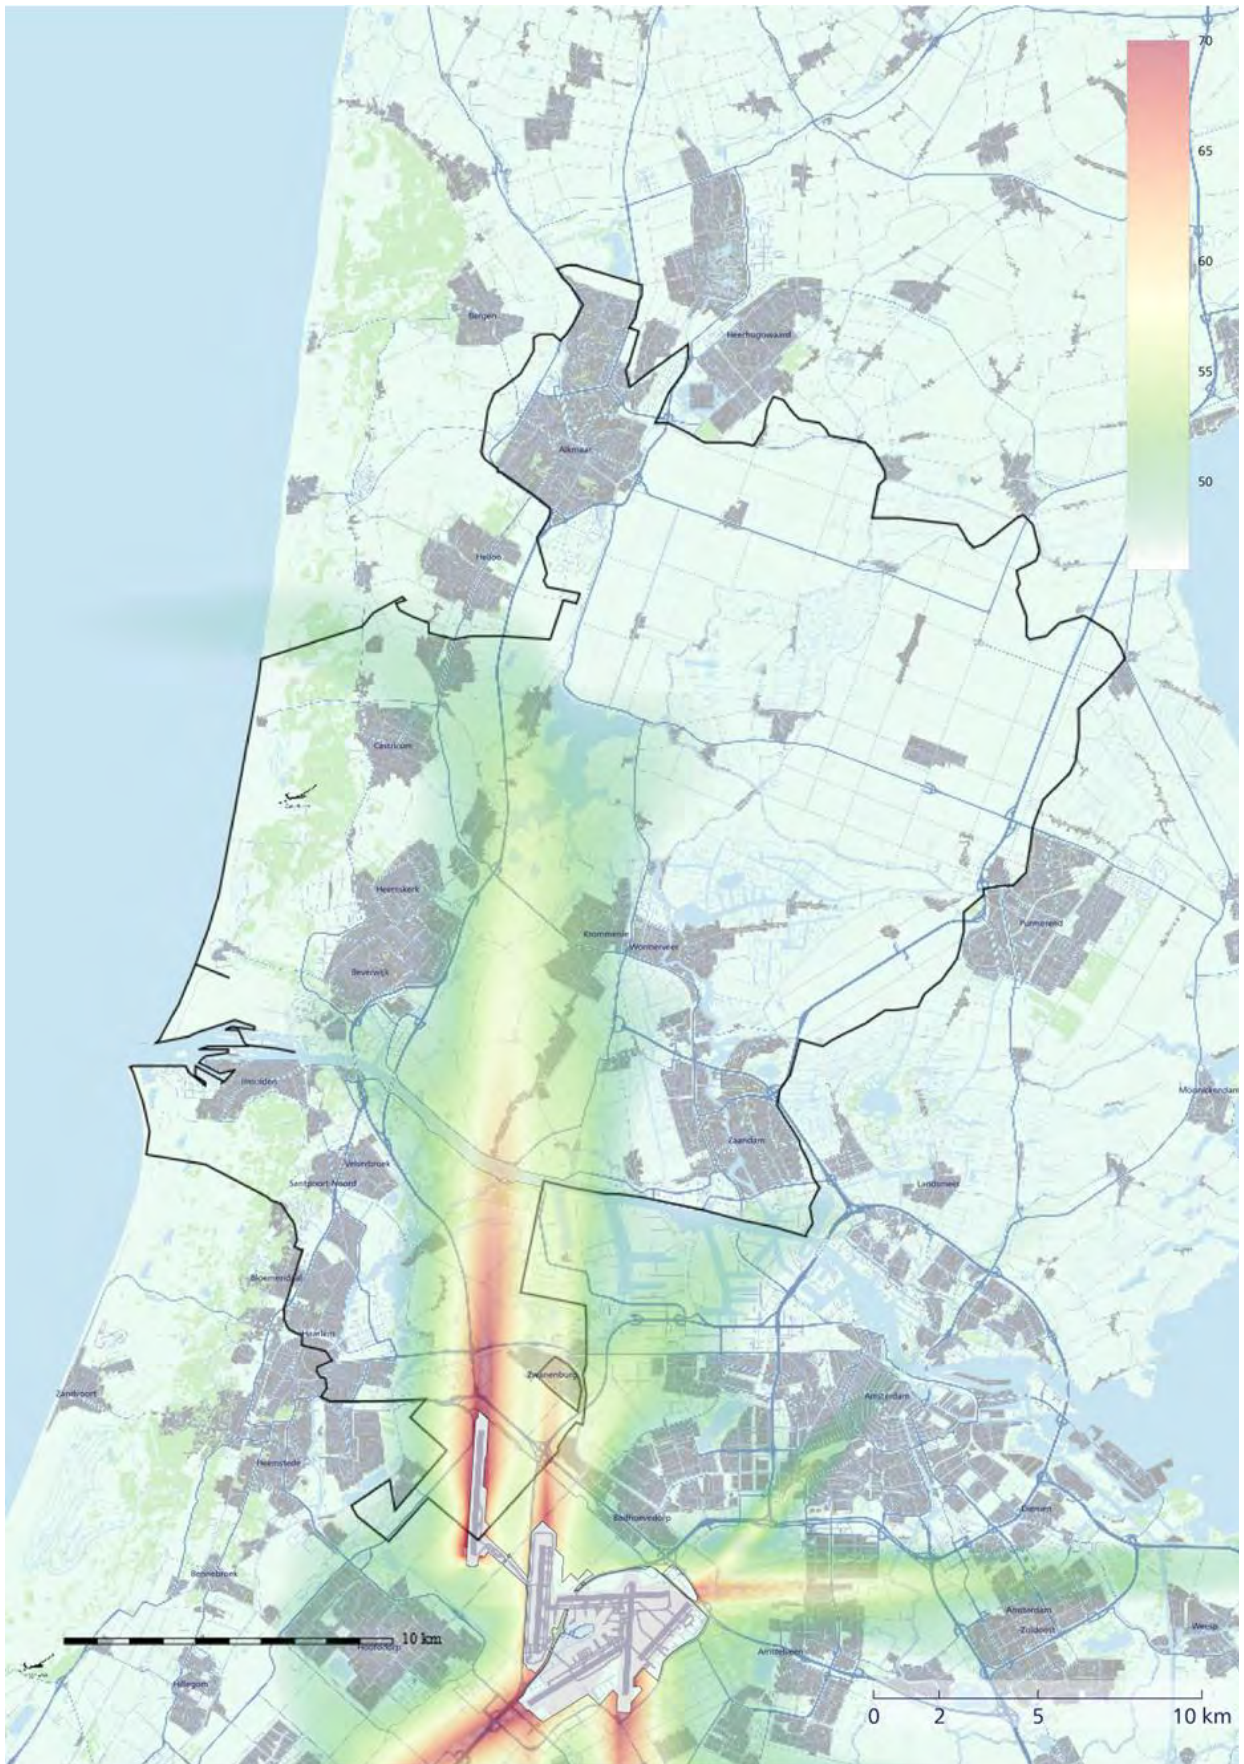 70
65
60
55
50
Bergen
Heerhugowaard
Alkmaar
Heiloo
Castricum
Heemskerk
Krommenie
Wormerveer
Purmerend
Beverwijk
IJmuiden
Monnickendam
Zaandam
Velserbroek
Santpoort-Noord
Landsmeer
Bloemendaal
Haarlem
Zwanenburg
Zandvoort
Amsterdam
Heemstede
Diemen
Badhoevedorp
Bennebroek
Amsterdam
Zuidoost
Weesp
10 km
Hoofddorp
Amstelveen
Hillegom
0 2 5 10 km